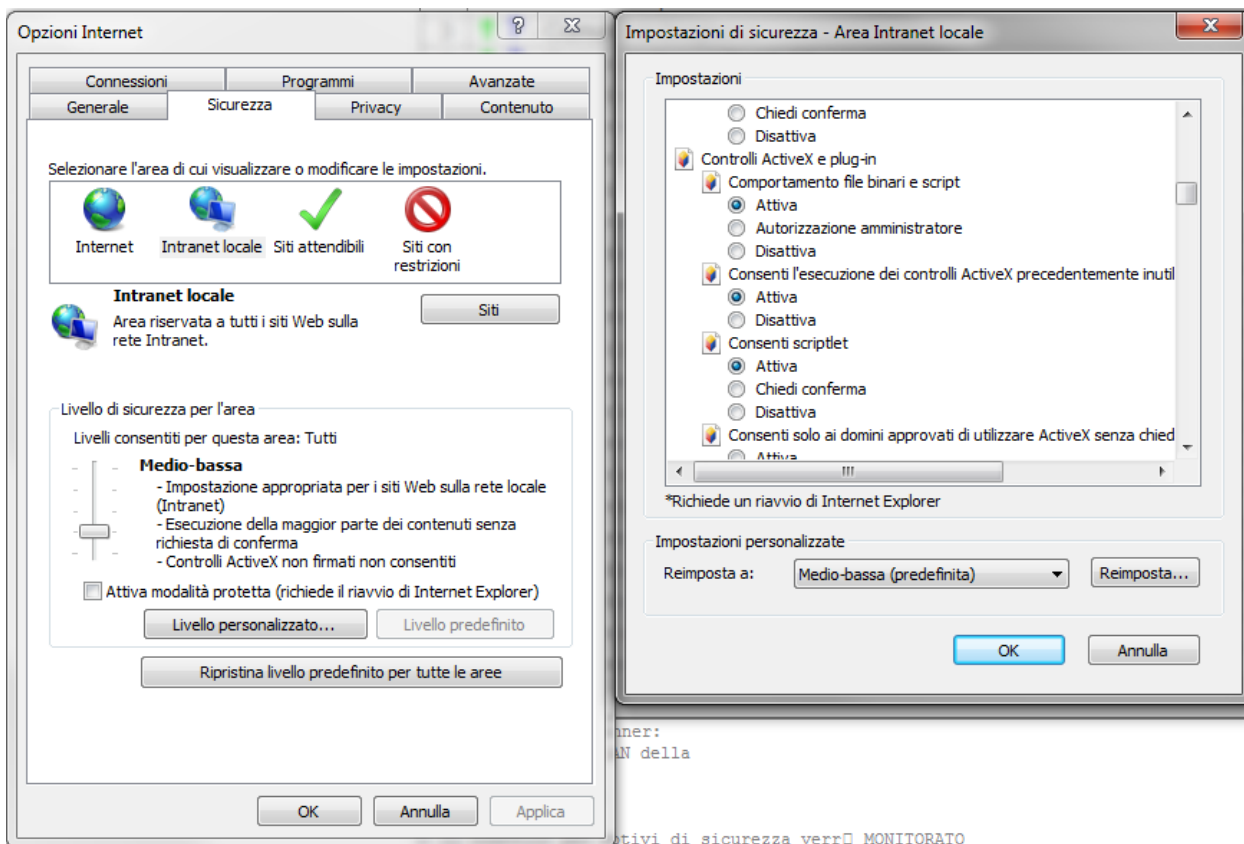 Opzioni Internet
Connessioni
Programmi
Avanzate
Generale
Sicurezza
Privacy
Contenuto
Selezionare l'area di cui visualizzare o modificare le impostazioni.
Internet
Intranet locale
Siti attendibili
Siti con
restrizioni
Intranet locale
Area riservata a tutti i siti Web sulla
rete Intranet.
Siti
Livello di sicurezza per l'area
Livelli consentiti per questa area: Tutti
Medio-bassa
- Impostazione appropriata per i siti Web sulla rete locale
(Intranet)
- Esecuzione della maggior parte dei contenuti senza
richiesta di conferma
- Controlli ActiveX non firmati non consentiti
Attiva modalità protetta (richiede il riavvio di Internet Explorer)
Livello personalizzato...
Livello predefinito
Ripristina livello predefinito per tutte le aree
OK
Annulla
Applica
Impostazioni di sicurezza - Area Intranet locale
Impostazioni
Chiedi conferma
Disattiva
Controlli ActiveX e plug-in
Comportamento file binari e script
Attiva
Autorizzazione amministratore
Disattiva
Consenti l'esecuzione dei controlli ActiveX precedentemente inutil
Attiva
Disattiva
Consenti scriptlet
Attiva
Chiedi conferma
Disattiva
Consenti solo ai domini approvati di utilizzare ActiveX senza chied
Attiva
*Richiede un riavvio di Internet Explorer
Impostazioni personalizzate
Reimposta a:
Medio-bassa (predefinita)
Reimposta...
OK
Annulla
nner:
AN della
otivi di sicurezza verr□ MONITORATO